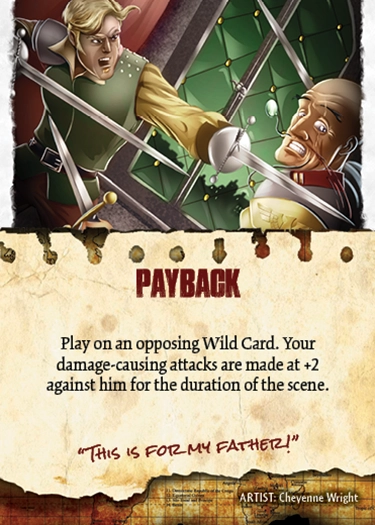 PAYBACK
Play on an opposing Wild Card. Your
damage-causing attacks are made at +2
against him for the duration of the scene.
"This is for my father!"
ARTIST: Cheyenne Wright